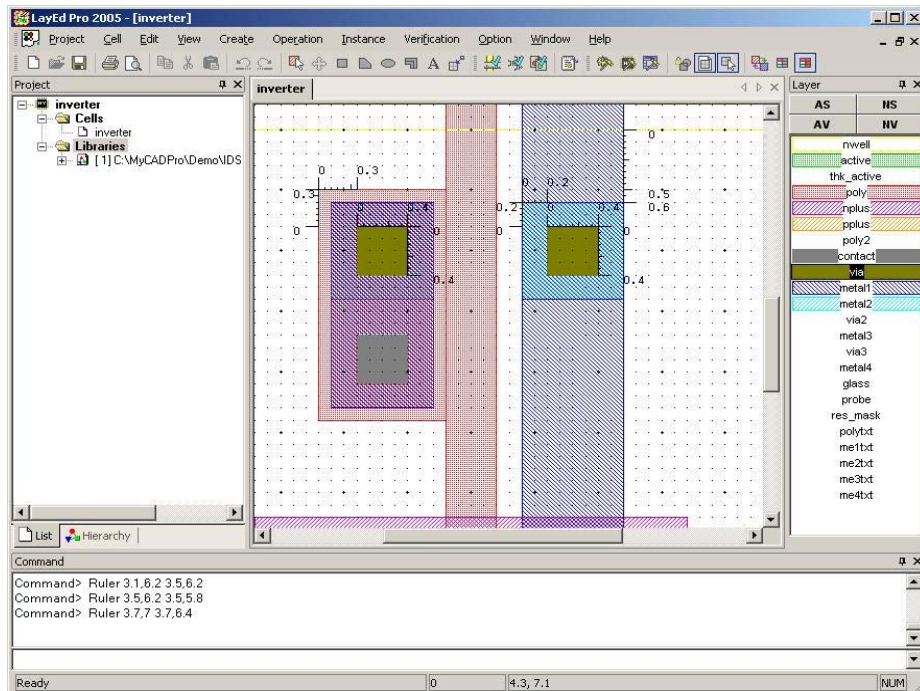 LayEd Pro 2005 - [inverter]
Project Cell Edit View Create Operation Instance Verification Option Window Help
Project
inverter
Cells
inverter
Libraries
[ 1] C:\MyCADPro\Demo\IDS
List Hierarchy
inverter
0
0 0.3
0.3
0 0.4
0 0
0.4
0 0.2
0.2
0 0.4
0 0
0.4
0.5
0.6
Layer
AS NS
AV NV
nwell
active
thk_active
poly
nplus
pplus
poly2
contact
via
metal1
metal2
via2
metal3
via3
metal4
glass
probe
res_mask
polytxt
me1txt
me2txt
me3txt
me4txt
Command
Command> Ruler 3.1,6.2 3.5,6.2
Command> Ruler 3.5,6.2 3.5,5.8
Command> Ruler 3.7,7 3.7,6.4
Ready 0 4.3, 7.1 NUM